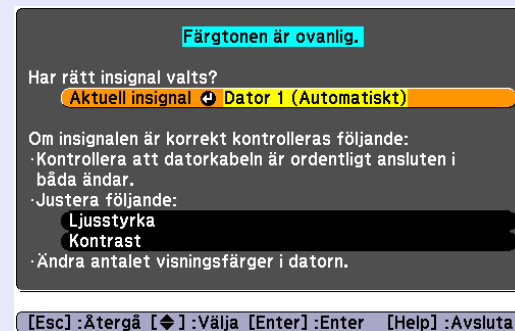 Färgtonen är ovanlig.
Har rätt insignal valts?
Aktuell insignal Dator 1 (Automatiskt)
Om insignalen är korrekt kontrolleras följande:
·Kontrollera att datorkabeln är ordentligt ansluten i
båda ändar.
·Justera följande:
Ljusstyrka
Kontrast
·Ändra antalet visningsfärger i datorn.
[Esc] :Återgå [◆] :Välja [Enter] :Enter [Help] :Avsluta